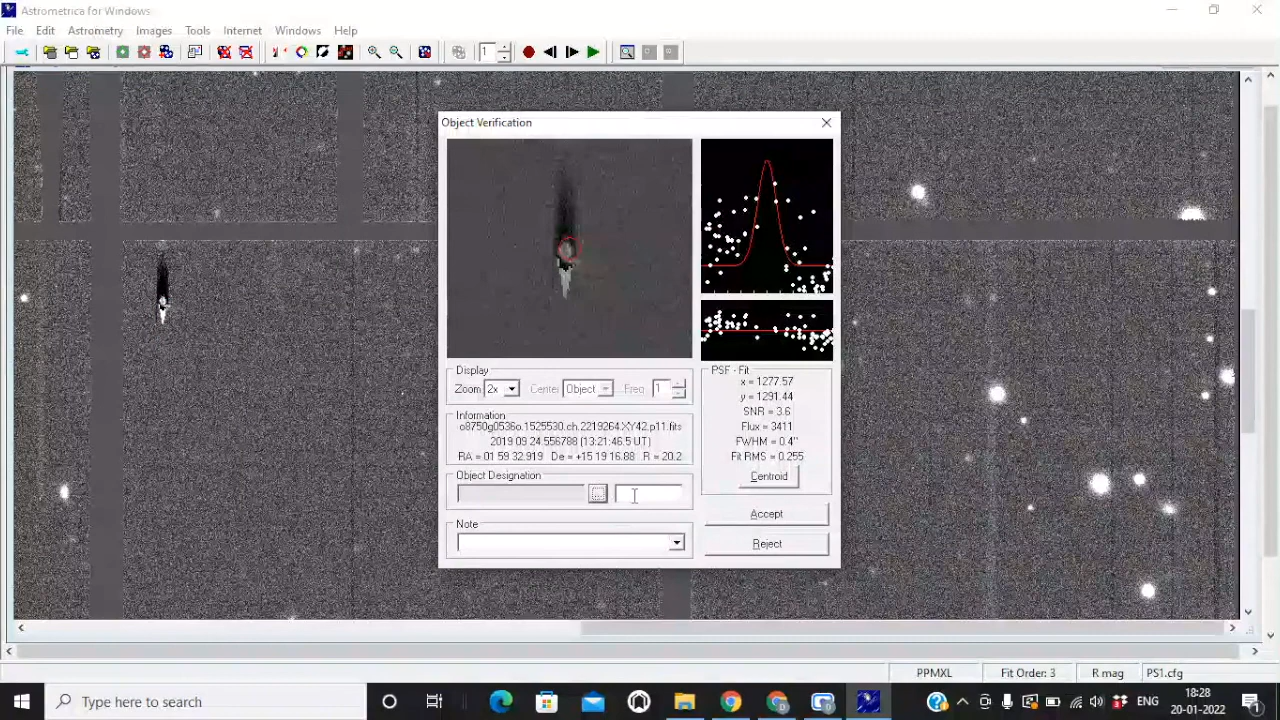 Astrometrica for Windows
File Edit Astrometry Images Tools Internet Windows Help
1
Object Verification
Display
Zoom 2x Center Object Freq 1
Information
o8750g0536o.1525530.ch.2219264.XY42.p11.fits
2019 09 24.556788 (13:21:46.5 UT)
RA = 01 59 32.919 De = +15 19 16.88 R = 20.2
Object Designation
Note
PSF - Fit
x = 1277.57
y = 1291.44
SNR = 3.6
Flux = 3411
FWHM = 0.4"
Fit RMS = 0.255
Centroid
Accept
Reject
PPMXL Fit Order: 3 R mag PS1.cfg
Type here to search
ENG
18:28
20-01-2022
1